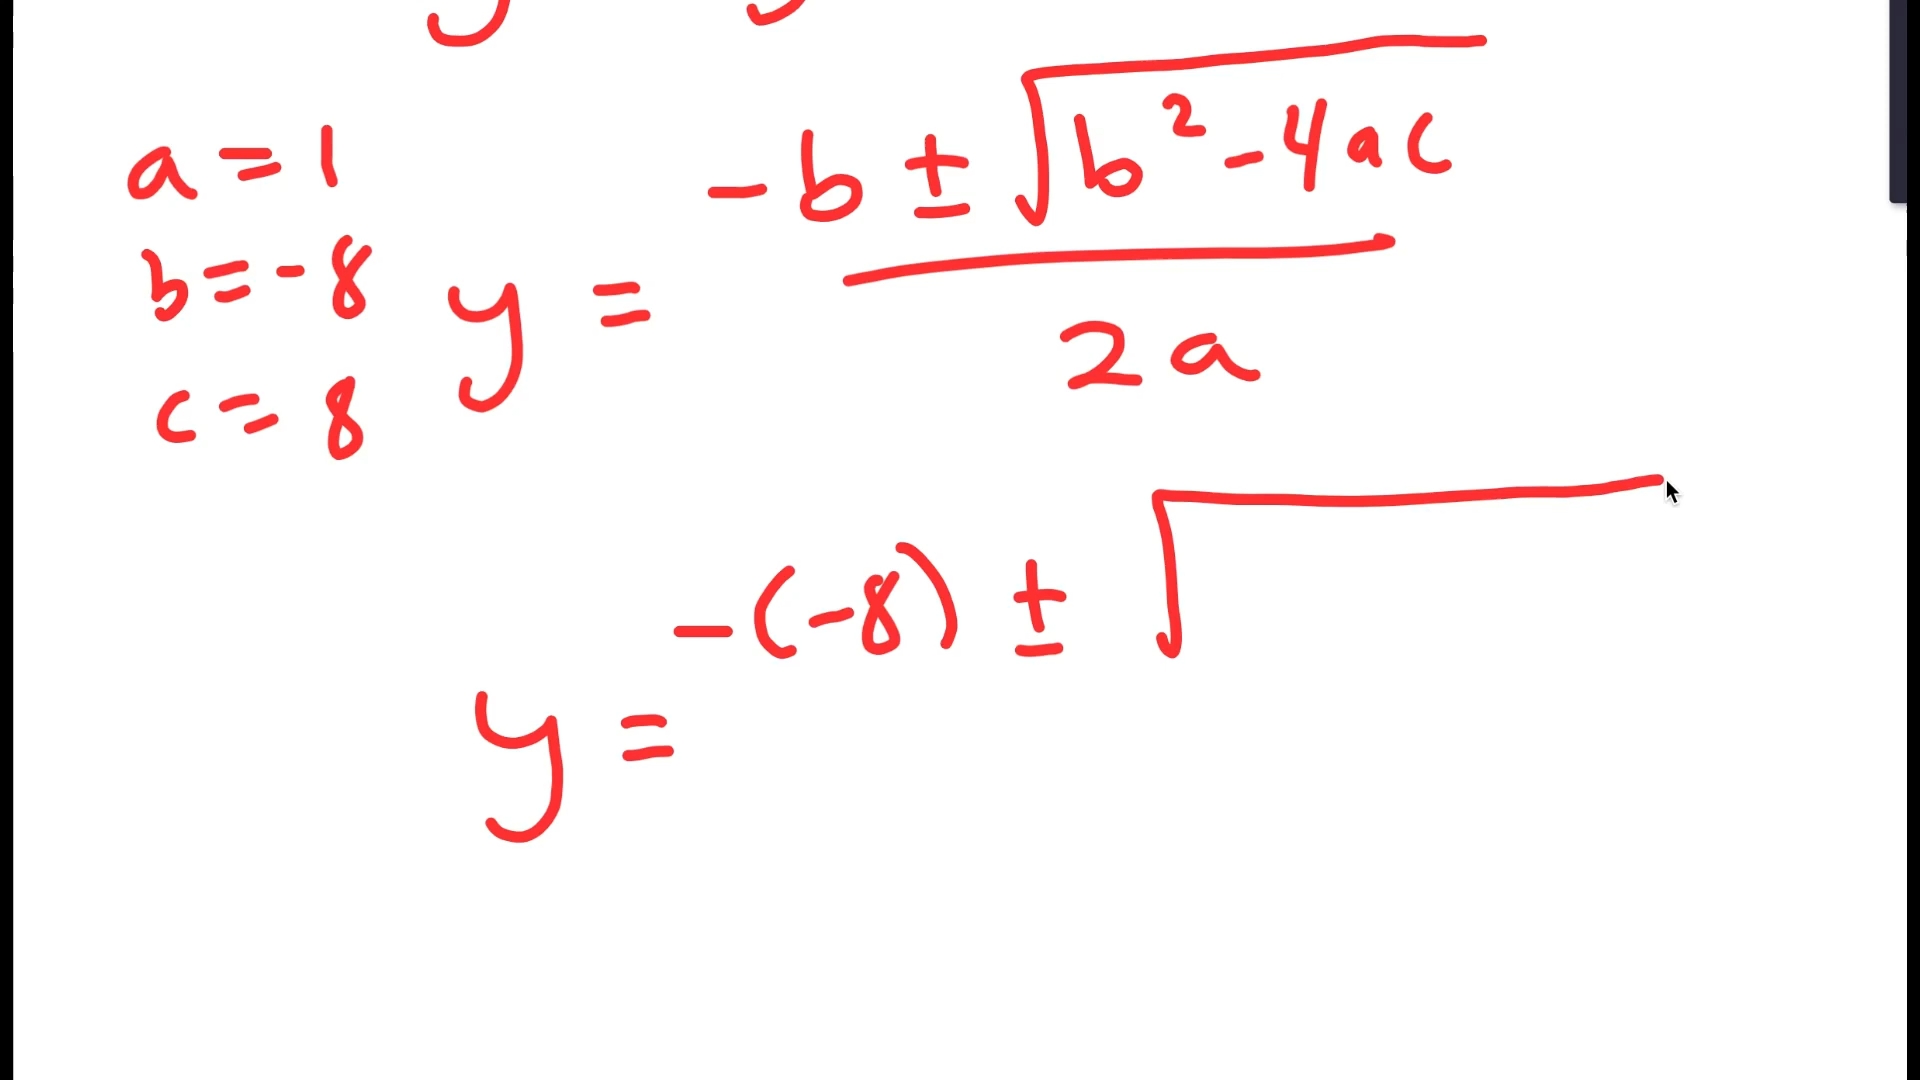 a = 1
b = -8
c = 8
y = -b ± √b² - 4ac
2a
y = -(-8) ± √